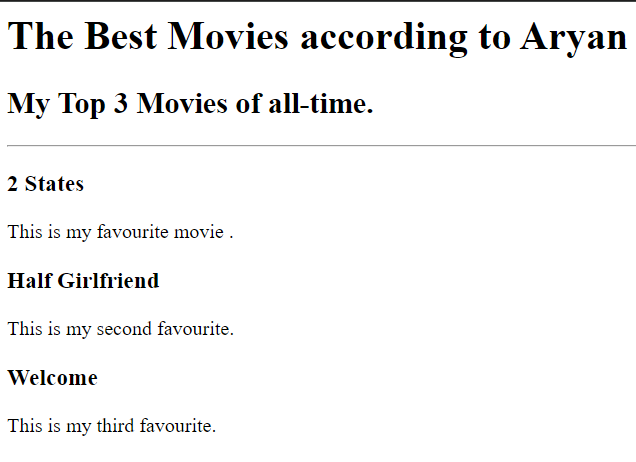 The Best Movies according to Aryan
My Top 3 Movies of all-time.
2 States
This is my favourite movie .
Half Girlfriend
This is my second favourite.
Welcome
This is my third favourite.